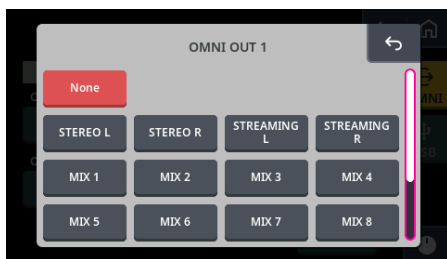 OMNI OUT 1
None
STEREO L
STEREO R
STREAMING
L
STREAMING
R
MIX 1
MIX 2
MIX 3
MIX 4
MIX 5
MIX 6
MIX 7
MIX 8